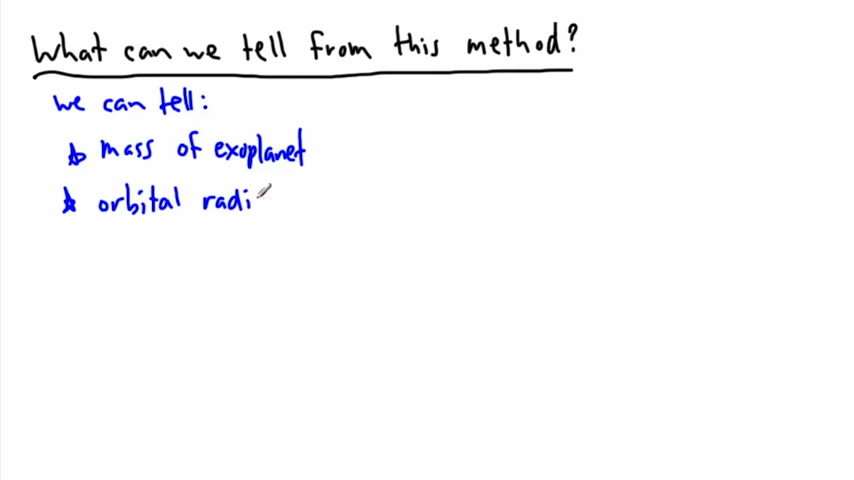 What can we tell from this method?
We can tell:
mass of exoplanet
orbital radi